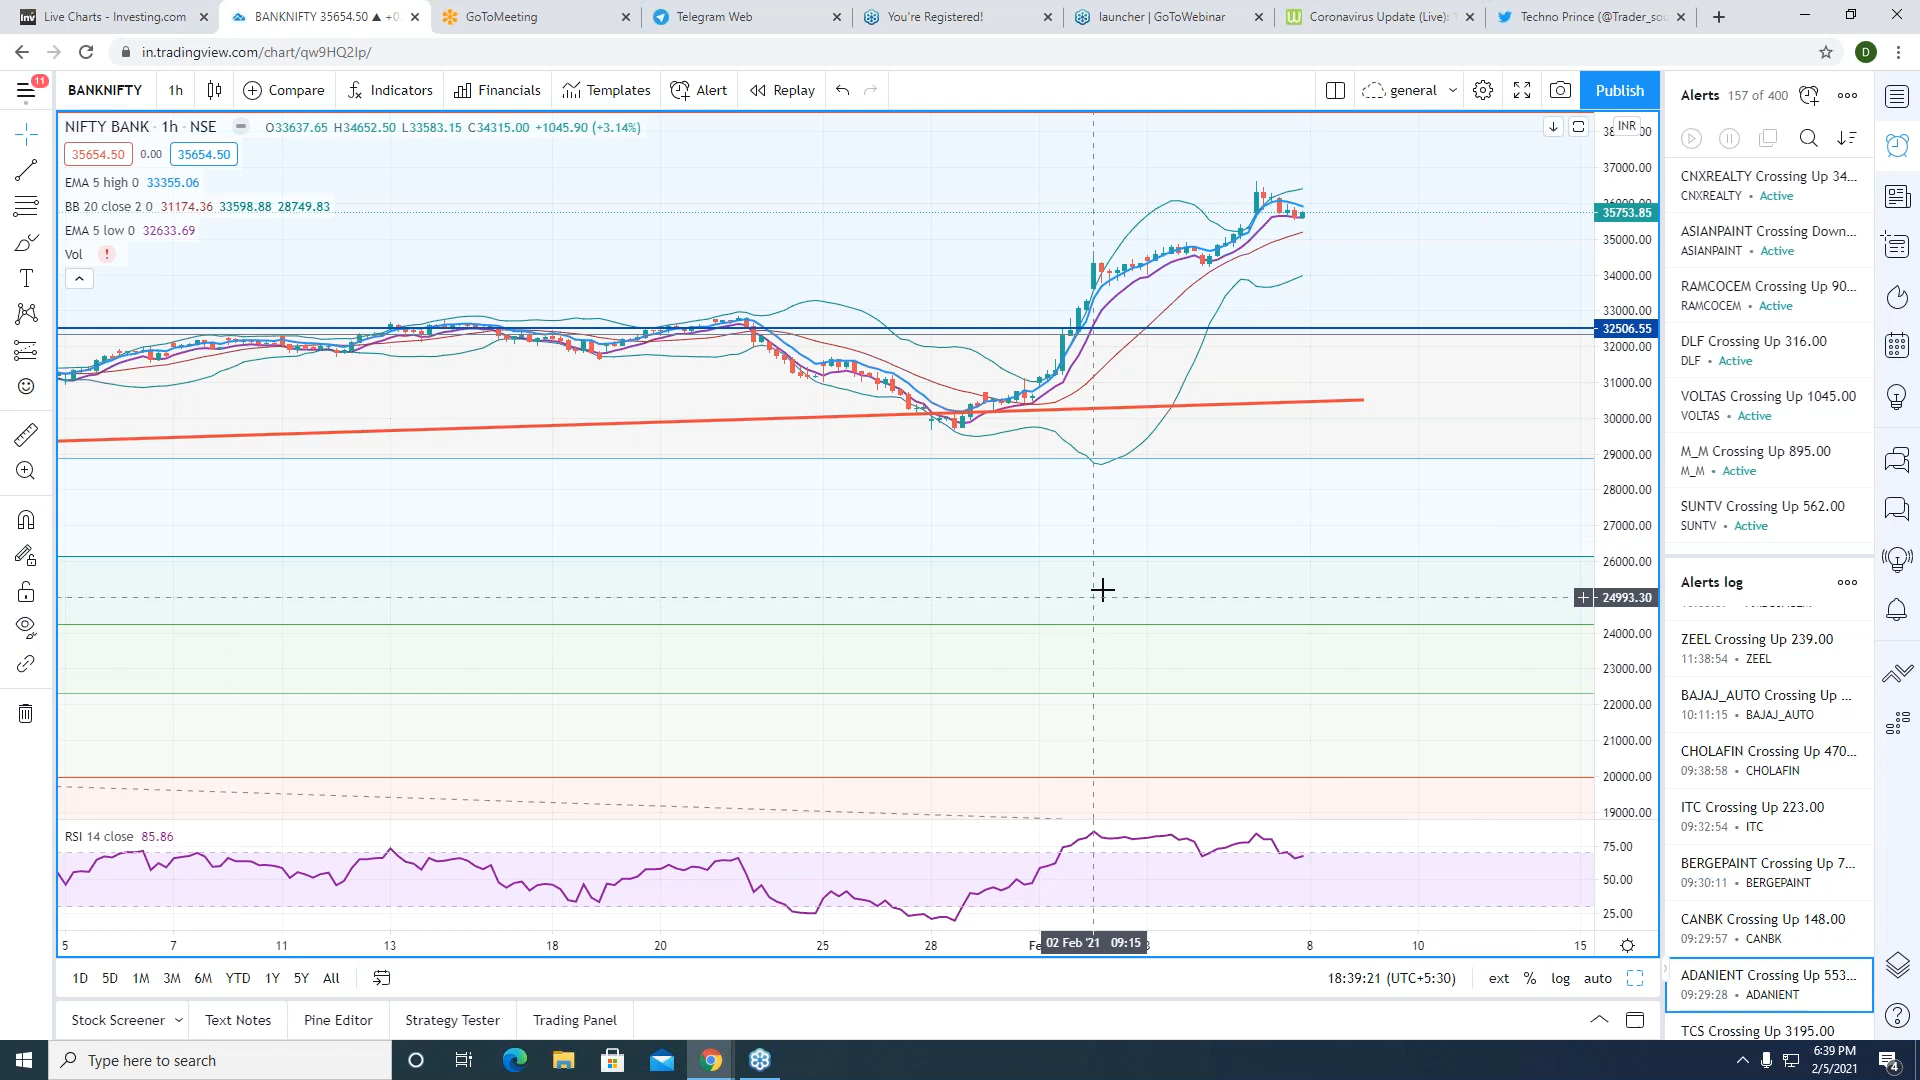 Live Charts - Investing.com
BANKNIFTY 35654.50 ▲ +0
GoToMeeting
Telegram Web
You're Registered!
launcher | GoToWebinar
Coronavirus Update (Live):
Techno Prince (@Trader_so
in.tradingview.com/chart/qw9HQ2Ip/
D
11
BANKNIFTY
1h
Compare
Indicators
Financials
Templates
Alert
Replay
general
Publish
NIFTY BANK · 1h · NSE
O33637.65 H34652.50 L33583.15 C34315.00 +1045.90 (+3.14%)
35654.50
0.00
35654.50
EMA 5 high 0 33355.06
BB 20 close 2 0 31174.36 33598.88 28749.83
EMA 5 low 0 32633.69
Vol !
INR
37000.00
35753.85
35000.00
34000.00
33000.00
32506.55
32000.00
31000.00
30000.00
29000.00
28000.00
27000.00
26000.00
24993.30
24000.00
23000.00
22000.00
21000.00
20000.00
19000.00
RSI 14 close 85.86
75.00
50.00
25.00
5
7
11
13
18
20
25
28
02 Feb '21 09:15
8
10
15
1D
5D
1M
3M
6M
YTD
1Y
5Y
All
18:39:21 (UTC+5:30)
ext
%
log
auto
Stock Screener
Text Notes
Pine Editor
Strategy Tester
Trading Panel
Alerts 157 of 400
CNXREALTY Crossing Up 34...
CNXREALTY • Active
ASIANPAINT Crossing Down...
ASIANPAINT • Active
RAMCOCEM Crossing Up 90...
RAMCOCEM • Active
DLF Crossing Up 316.00
DLF • Active
VOLTAS Crossing Up 1045.00
VOLTAS • Active
M_M Crossing Up 895.00
M_M • Active
SUNTV Crossing Up 562.00
SUNTV • Active
Alerts log
ZEEL Crossing Up 239.00
11:38:54 • ZEEL
BAJAJ_AUTO Crossing Up ...
10:11:15 • BAJAJ_AUTO
CHOLAFIN Crossing Up 470...
09:38:58 • CHOLAFIN
ITC Crossing Up 223.00
09:32:54 • ITC
BERGEPAINT Crossing Up 7...
09:30:11 • BERGEPAINT
CANBK Crossing Up 148.00
09:29:57 • CANBK
ADANIENT Crossing Up 553...
09:29:28 • ADANIENT
TCS Crossing Up 3195.00
Type here to search
6:39 PM
2/5/2021
4